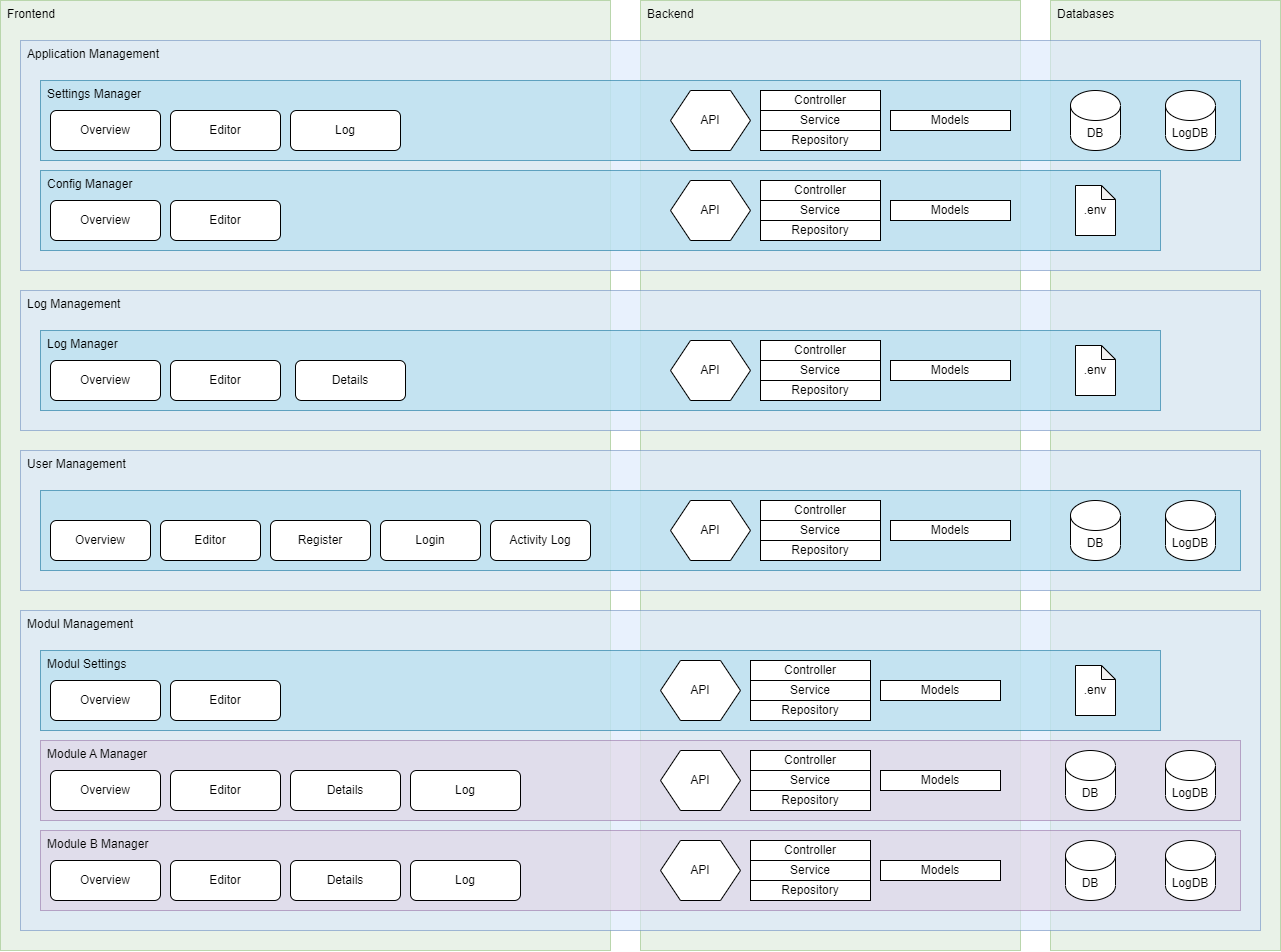 Frontend
Backend
Databases
Application Management
Settings Manager
Overview
Editor
Log
API
Controller
Service
Repository
Models
DB
LogDB
Config Manager
Overview
Editor
API
Controller
Service
Repository
Models
.env
Log Management
Log Manager
Overview
Editor
Details
API
Controller
Service
Repository
Models
.env
User Management
Overview
Editor
Register
Login
Activity Log
API
Controller
Service
Repository
Models
DB
LogDB
Modul Management
Modul Settings
Overview
Editor
API
Controller
Service
Repository
Models
.env
Module A Manager
Overview
Editor
Details
Log
API
Controller
Service
Repository
Models
DB
LogDB
Module B Manager
Overview
Editor
Details
Log
API
Controller
Service
Repository
Models
DB
LogDB